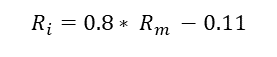 R_i = 0.8 * R_m − 0.11